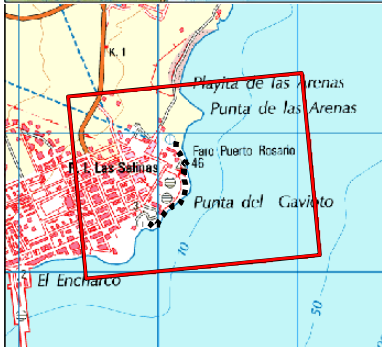 K. 1
Playita de las Arenas
Punta de las Arenas
Faro Puerto Rosario
46
P. I. Las Salinas
Punta del Gavioto
10
El Encharco
50